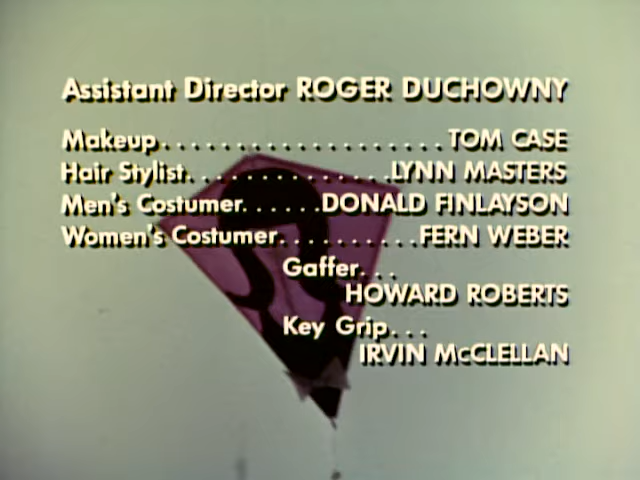 Assistant Director ROGER DUCHOWNY
Makeup...................TOM CASE
Hair Stylist..............LYNN MASTERS
Men's Costumer......DONALD FINLAYSON
Women's Costumer..........FERN WEBER
Gaffer...
HOWARD ROBERTS
Key Grip...
IRVIN McCLELLAN